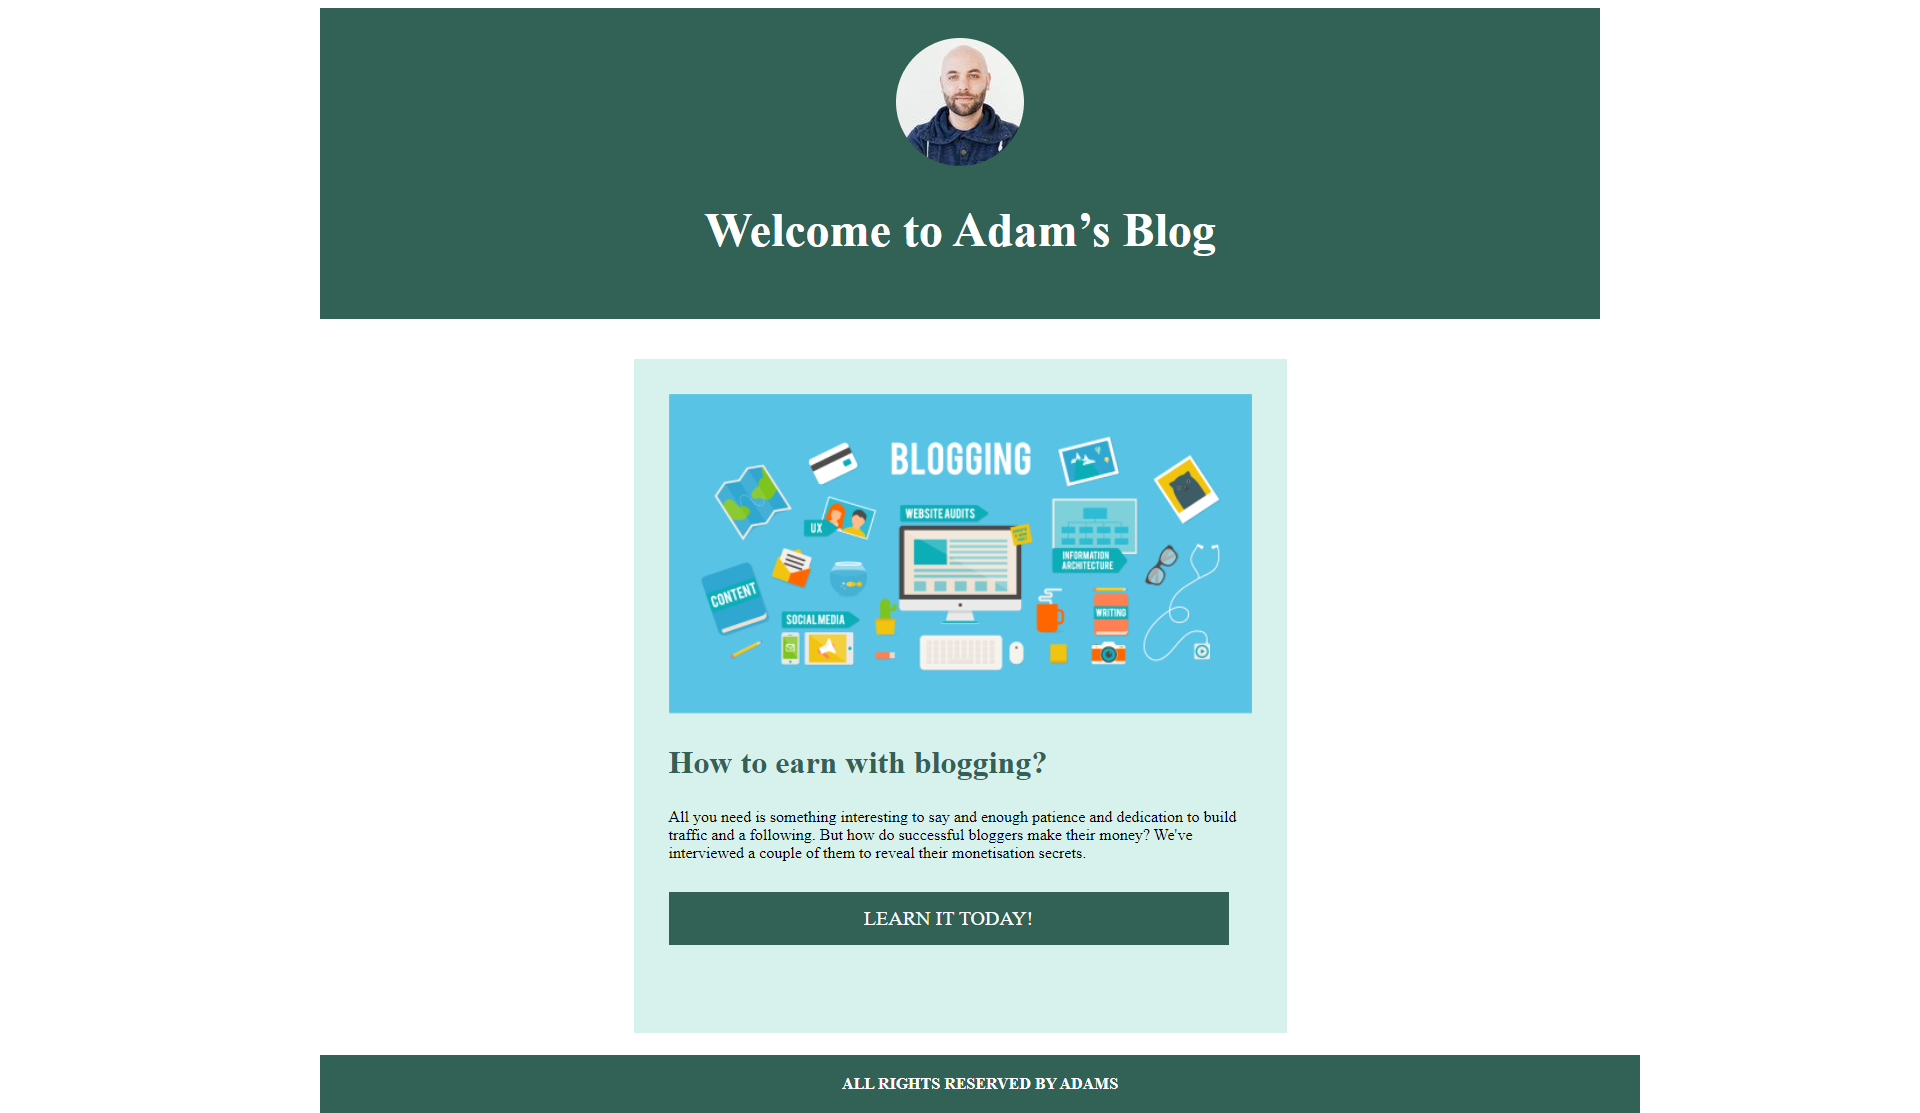 Welcome to Adam’s Blog
BLOGGING
UX
WEBSITE AUDITS
INFORMATION
ARCHITECTURE
CONTENT
SOCIAL MEDIA
WRITING
How to earn with blogging?
All you need is something interesting to say and enough patience and dedication to build
traffic and a following. But how do successful bloggers make their money? We've
interviewed a couple of them to reveal their monetisation secrets.
LEARN IT TODAY!
ALL RIGHTS RESERVED BY ADAMS